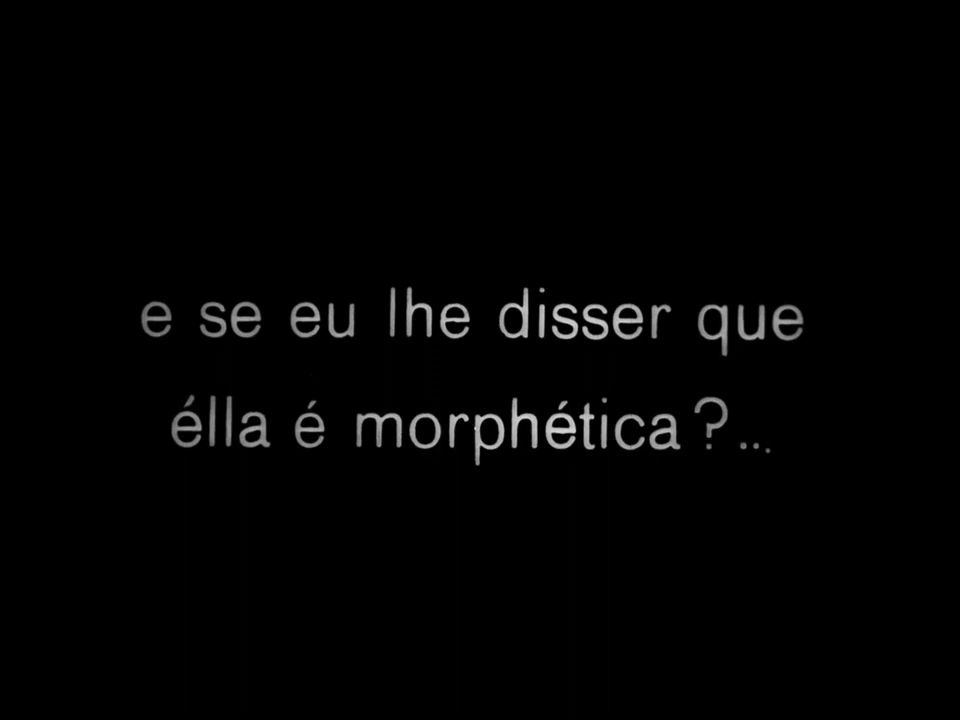 e se eu lhe disser que
élla é morphética?...